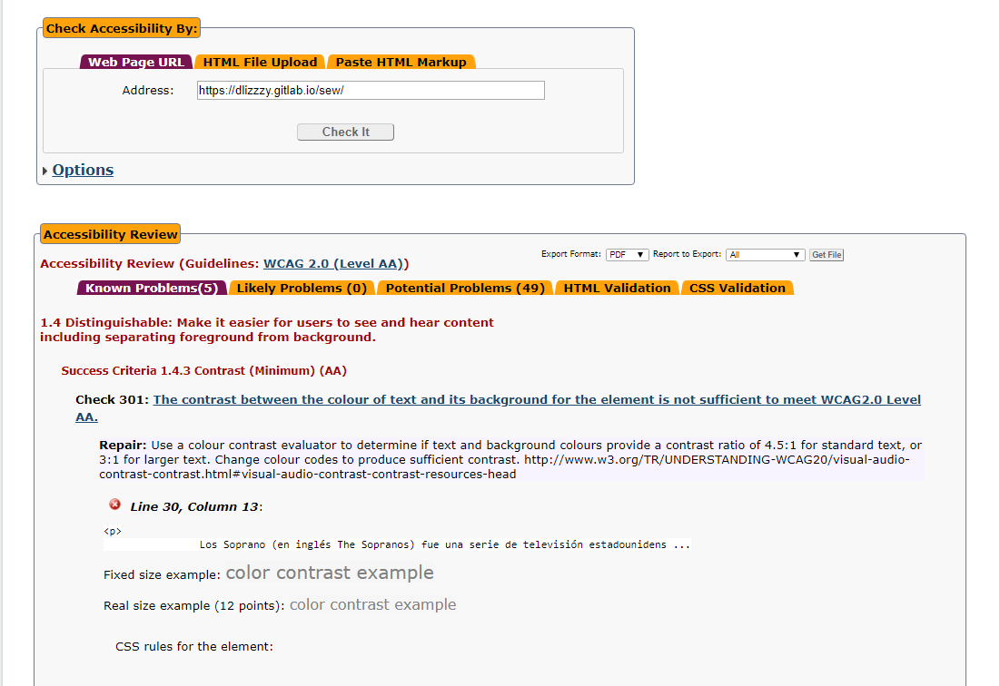 Check Accessibility By:
Web Page URL HTML File Upload Paste HTML Markup
Address: https://dlizzzy.gitlab.io/sew/
Check It
Options
Accessibility Review
Export Format: PDF Report to Export: All Get File
Accessibility Review (Guidelines: WCAG 2.0 (Level AA))
Known Problems(5) Likely Problems (0) Potential Problems (49) HTML Validation CSS Validation
1.4 Distinguishable: Make it easier for users to see and hear content
including separating foreground from background.
Success Criteria 1.4.3 Contrast (Minimum) (AA)
Check 301: The contrast between the colour of text and its background for the element is not sufficient to meet WCAG2.0 Level
AA.
Repair: Use a colour contrast evaluator to determine if text and background colours provide a contrast ratio of 4.5:1 for standard text, or
3:1 for larger text. Change colour codes to produce sufficient contrast. http://www.w3.org/TR/UNDERSTANDING-WCAG20/visual-audio-
contrast-contrast.html#visual-audio-contrast-contrast-resources-head
Line 30, Column 13:
<p>
Los Soprano (en inglés The Sopranos) fue una serie de televisión estadounidens ...
Fixed size example: color contrast example
Real size example (12 points): color contrast example
CSS rules for the element: